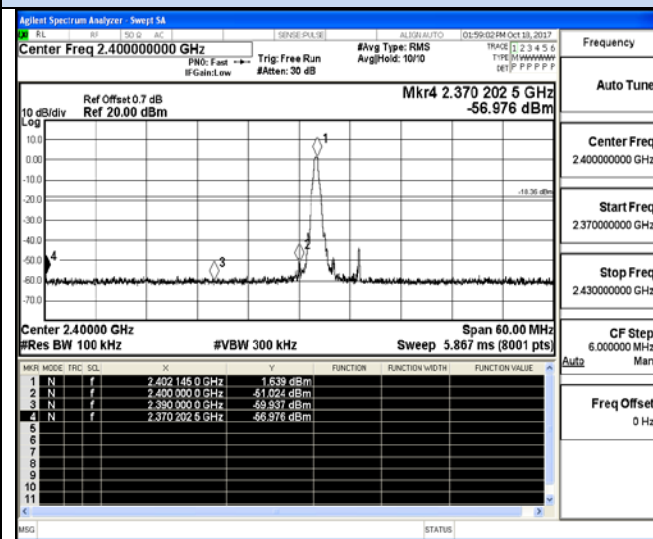 Agilent Spectrum Analyzer - Swept SA
RL RF 50 Ω AC SENSE:PULSE ALIGN AUTO 01:59:02 PM Oct 18, 2017
Center Freq 2.400000000 GHz
PNO: Fast
IFGain:Low
Trig: Free Run
#Atten: 30 dB
#Avg Type: RMS
Avg|Hold: 10/10
TRACE 1 2 3 4 5 6
TYPE M W W W W W
DET P P P P P P
Ref Offset 0.7 dB
10 dB/div Ref 20.00 dBm
Log
Mkr4 2.370 202 5 GHz
-56.976 dBm
10.0
0.00
-10.0
-20.0
-30.0
-40.0
-50.0
-60.0
-70.0
1
2
3
4
-18.36 dBm
Center 2.40000 GHz Span 60.00 MHz
#Res BW 100 kHz #VBW 300 kHz Sweep 5.867 ms (8001 pts)
MKR MODE TRC SCL X Y FUNCTION FUNCTION WIDTH FUNCTION VALUE
1 N f 2.402 145 0 GHz 1.639 dBm
2 N f 2.400 000 0 GHz -51.024 dBm
3 N f 2.390 000 0 GHz -59.937 dBm
4 N f 2.370 202 5 GHz -56.976 dBm
5
6
7
8
9
10
11
MSG STATUS
Frequency
Auto Tune
Center Freq
2.400000000 GHz
Start Freq
2.370000000 GHz
Stop Freq
2.430000000 GHz
CF Step
6.000000 MHz
Auto Man
Freq Offset
0 Hz